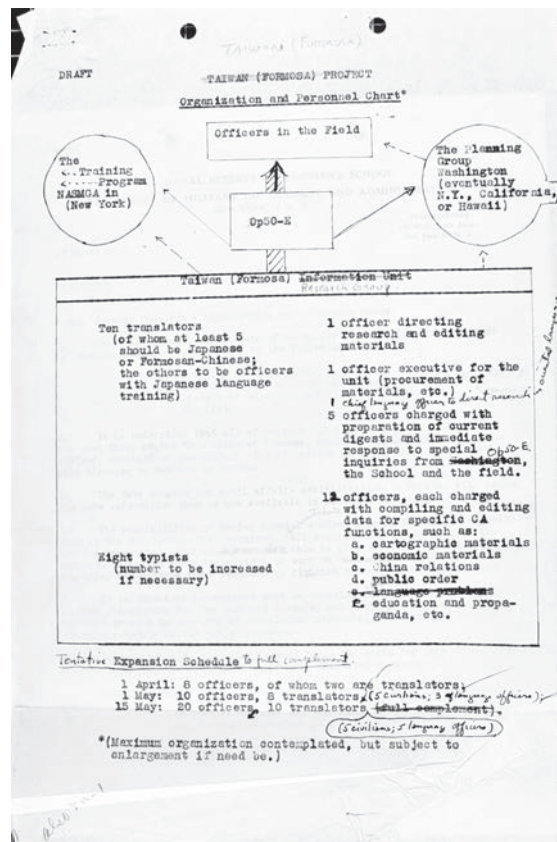 TAIWAN (FORMOSA)
DRAFT
TAIWAN (FORMOSA) PROJECT
Organization and Personnel Chart*
Officers in the Field
The
Training
Program
NASMGA in
(New York)
Op50-E
The Planning
Group
Washington
(eventually
N.Y., California,
or Hawaii)
Taiwan (Formosa) Information Unit
Research Group
Ten translators
(of whom at least 5
should be Japanese
or Formosan-Chinese;
the others to be officers
with Japanese language
training)
Eight typists
(number to be increased
if necessary)
1 officer directing
research and editing
materials
1 officer executive for the
unit (procurement of
materials, etc.)
1 chief language officer to direct research
oriented language
5 officers charged with
preparation of current
digests and immediate
response to special
Op50-E
inquiries from Washington,
the School and the field.
12 officers, each charged
with compiling and editing
data for specific CA
functions, such as:
a. cartographic materials
b. economic materials
c. China relations
d. public order
e. language problems
f. education and propa-
ganda, etc.
Tentative Expansion Schedule to full complement.
1 April: 8 officers, of whom two are translators;
1 May: 10 officers, 8 translators, (5 civilians; 3 language officers);
15 May: 20 officers, 10 translators (full complement).
(5 civilians; 5 language officers)
*(Maximum organization contemplated, but subject to
enlargement if need be.)